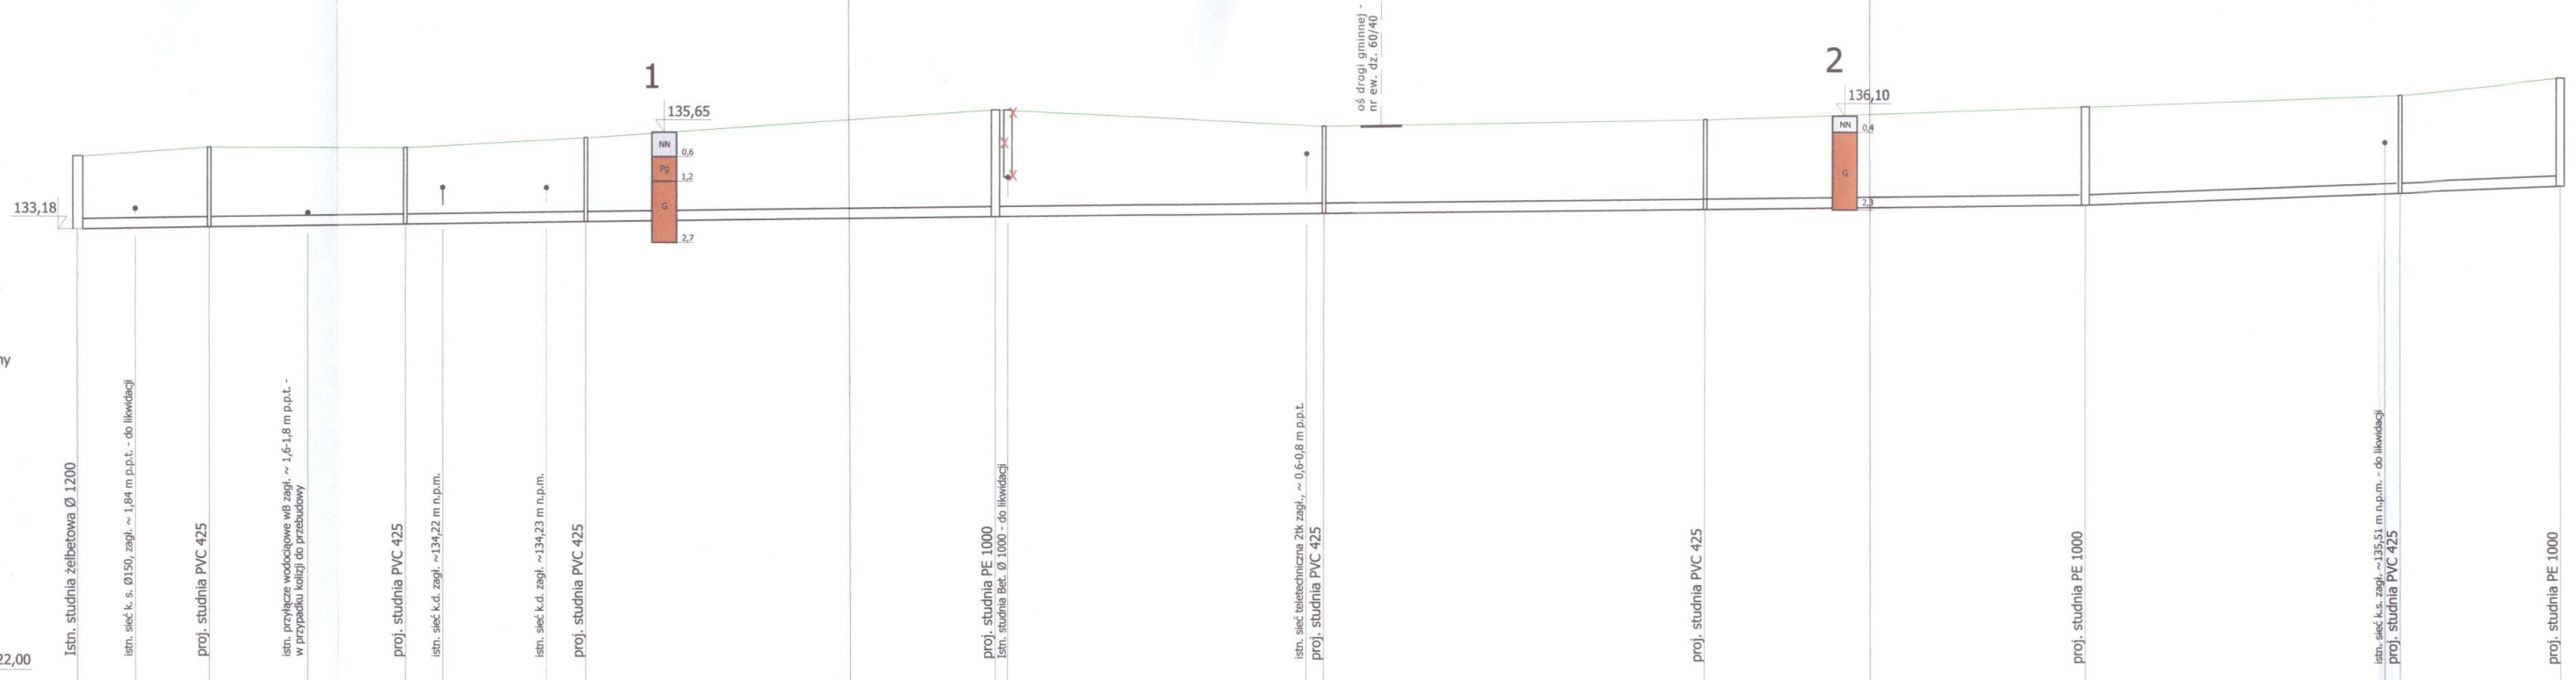 oś drogi gminnej -
nr ew. dz. 60/40
1
135,65
NN
0,6
Pg
1,2
G
2,7
2
136,10
NN
0,4
G
2,3
133,18
ny
22,00
Istn. studnia żelbetowa Ø 1200
istn. sieć k. s. Ø150, zagł. ~ 1,84 m p.p.t. - do likwidacji
proj. studnia PVC 425
istn. przyłącze wodociągowe wB zagł. ~ 1,6-1,8 m p.p.t. -
w przypadku kolizji do przebudowy
proj. studnia PVC 425
istn. sieć k.d. zagł. ~134,22 m n.p.m.
istn. sieć k.d. zagł. ~134,23 m n.p.m.
proj. studnia PVC 425
proj. studnia PE 1000
Istn. studnia Bet. Ø 1000 - do likwidacji
istn. sieć teletechniczna 2tk zagł., ~ 0,6-0,8 m p.p.t.
proj. studnia PVC 425
proj. studnia PVC 425
proj. studnia PE 1000
istn. sieć k.s. zagł. ~135,51 m n.p.m. - do likwidacji
proj. studnia PVC 425
proj. studnia PE 1000